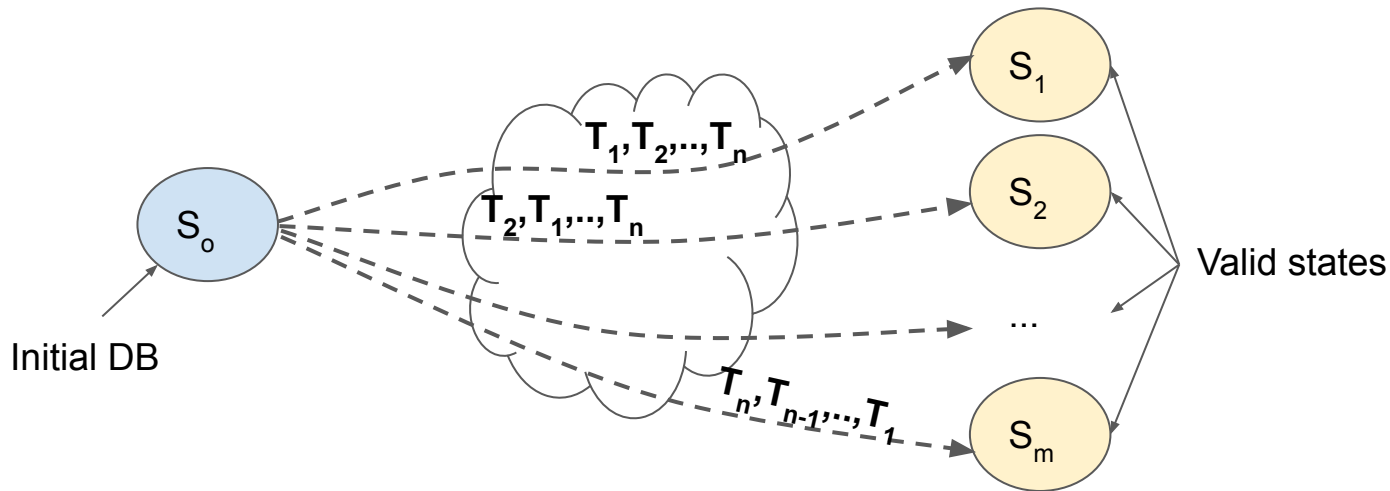 S₁
T₁,T₂,..,Tₙ
S₂
T₂,T₁,..,Tₙ
Sₒ
Valid states
...
Initial DB
Tₙ,Tₙ₋₁,..,T₁
Sₘ